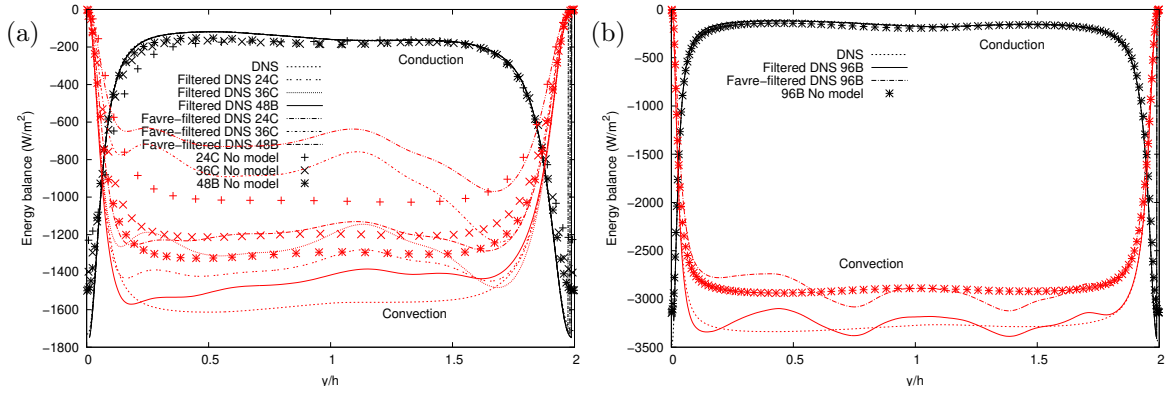 (a)
Energy balance (W/m²)
0
−200
−400
−600
−800
−1000
−1200
−1400
−1600
−1800
0
0.5
1
1.5
2
y/h
Conduction
DNS
Filtered DNS 24C
Filtered DNS 36C
Filtered DNS 48B
Favre−filtered DNS 24C
Favre−filtered DNS 36C
Favre−filtered DNS 48B
24C No model
36C No model
48B No model
Convection
(b)
Energy balance (W/m²)
0
−500
−1000
−1500
−2000
−2500
−3000
−3500
0
0.5
1
1.5
2
y/h
Conduction
DNS
Filtered DNS 96B
Favre−filtered DNS 96B
96B No model
Convection